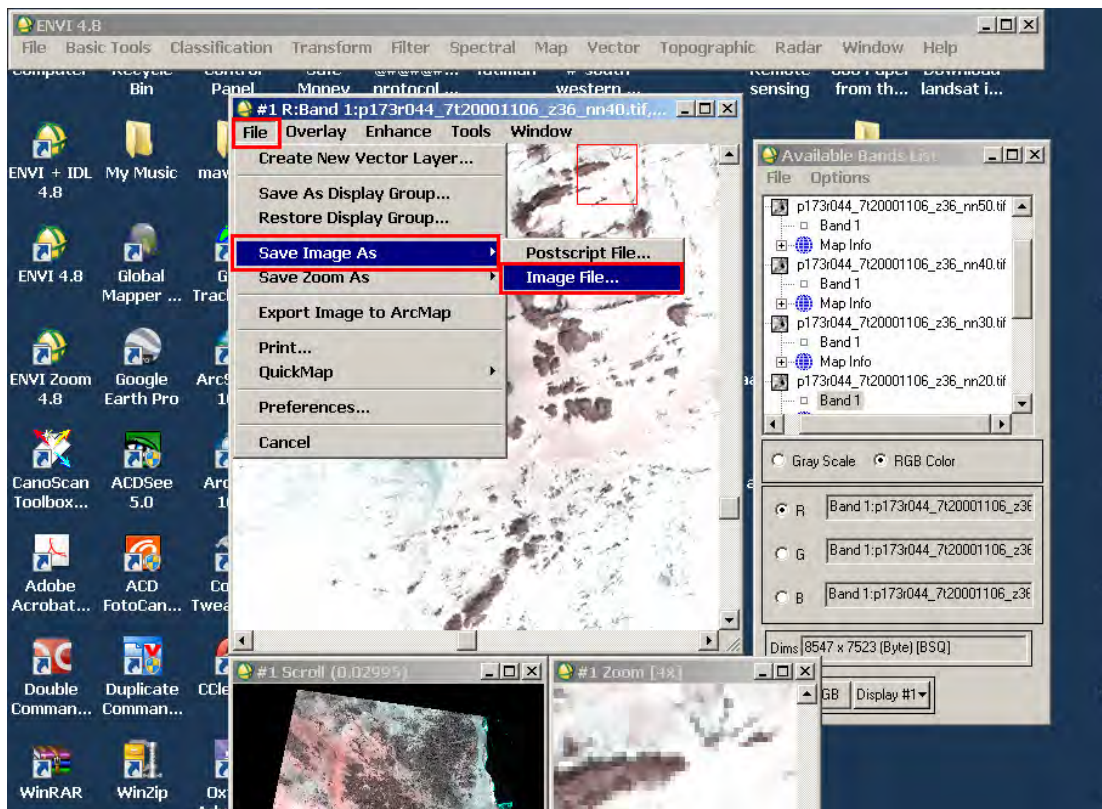 ENVI 4.8
File Basic Tools Classification Transform Filter Spectral Map Vector Topographic Radar Window Help
Bin Panel Money protocol ... western ... sensing from th... landsat i...
#1 R:Band 1:p173r044_7t20001106_z36_nn40.tif,...
File Overlay Enhance Tools Window
Create New Vector Layer...
Save As Display Group...
Restore Display Group...
Save Image As
Postscript File...
Image File...
Save Zoom As
Export Image to ArcMap
Print...
QuickMap
Preferences...
Cancel
Available Bands List
File Options
p173r044_7t20001106_z36_nn50.tif
Band 1
Map Info
p173r044_7t20001106_z36_nn40.tif
Band 1
Map Info
p173r044_7t20001106_z36_nn30.tif
Band 1
Map Info
p173r044_7t20001106_z36_nn20.tif
Band 1
Gray Scale RGB Color
R Band 1:p173r044_7t20001106_z36
G Band 1:p173r044_7t20001106_z36
B Band 1:p173r044_7t20001106_z36
Dims 8547 x 7523 (Byte) [BSQ]
GB Display #1
#1 Scroll (0.02995)
#1 Zoom [4x]
ENVI + IDL
4.8
My Music
ENVI 4.8
Global
Mapper ...
ENVI Zoom
4.8
Google
Earth Pro
CanoScan
Toolbox...
ACDSee
5.0
Adobe
Acrobat...
ACD
FotoCan...
Double
Comman...
Duplicate
Comman...
WinRAR
WinZip